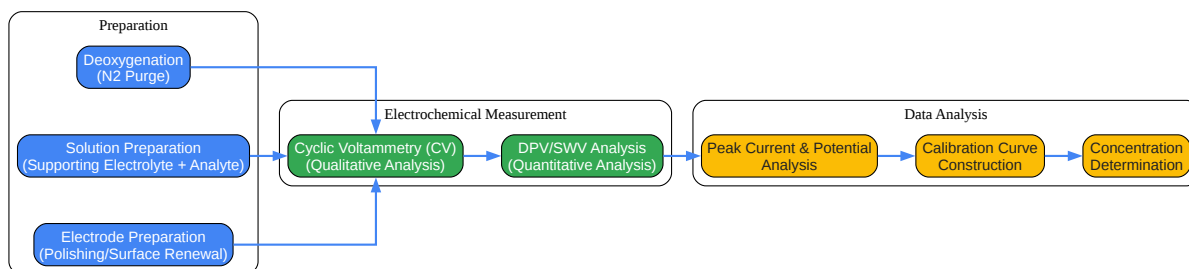 Preparation
Deoxygenation
(N2 Purge)
Solution Preparation
(Supporting Electrolyte + Analyte)
Electrode Preparation
(Polishing/Surface Renewal)
Electrochemical Measurement
Cyclic Voltammetry (CV)
(Qualitative Analysis)
DPV/SWV Analysis
(Quantitative Analysis)
Data Analysis
Peak Current & Potential
Analysis
Calibration Curve
Construction
Concentration
Determination